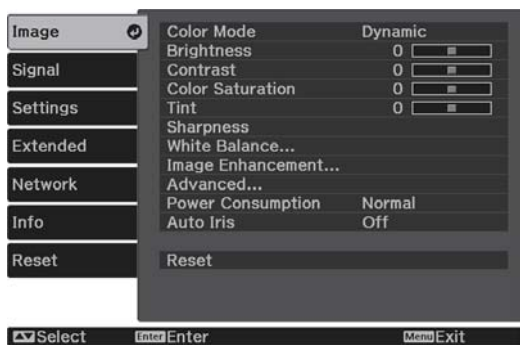 Image
Signal
Settings
Extended
Network
Info
Reset
Color Mode Dynamic
Brightness 0
Contrast 0
Color Saturation 0
Tint 0
Sharpness
White Balance...
Image Enhancement...
Advanced...
Power Consumption Normal
Auto Iris Off
Reset
Select Enter Enter Menu Exit